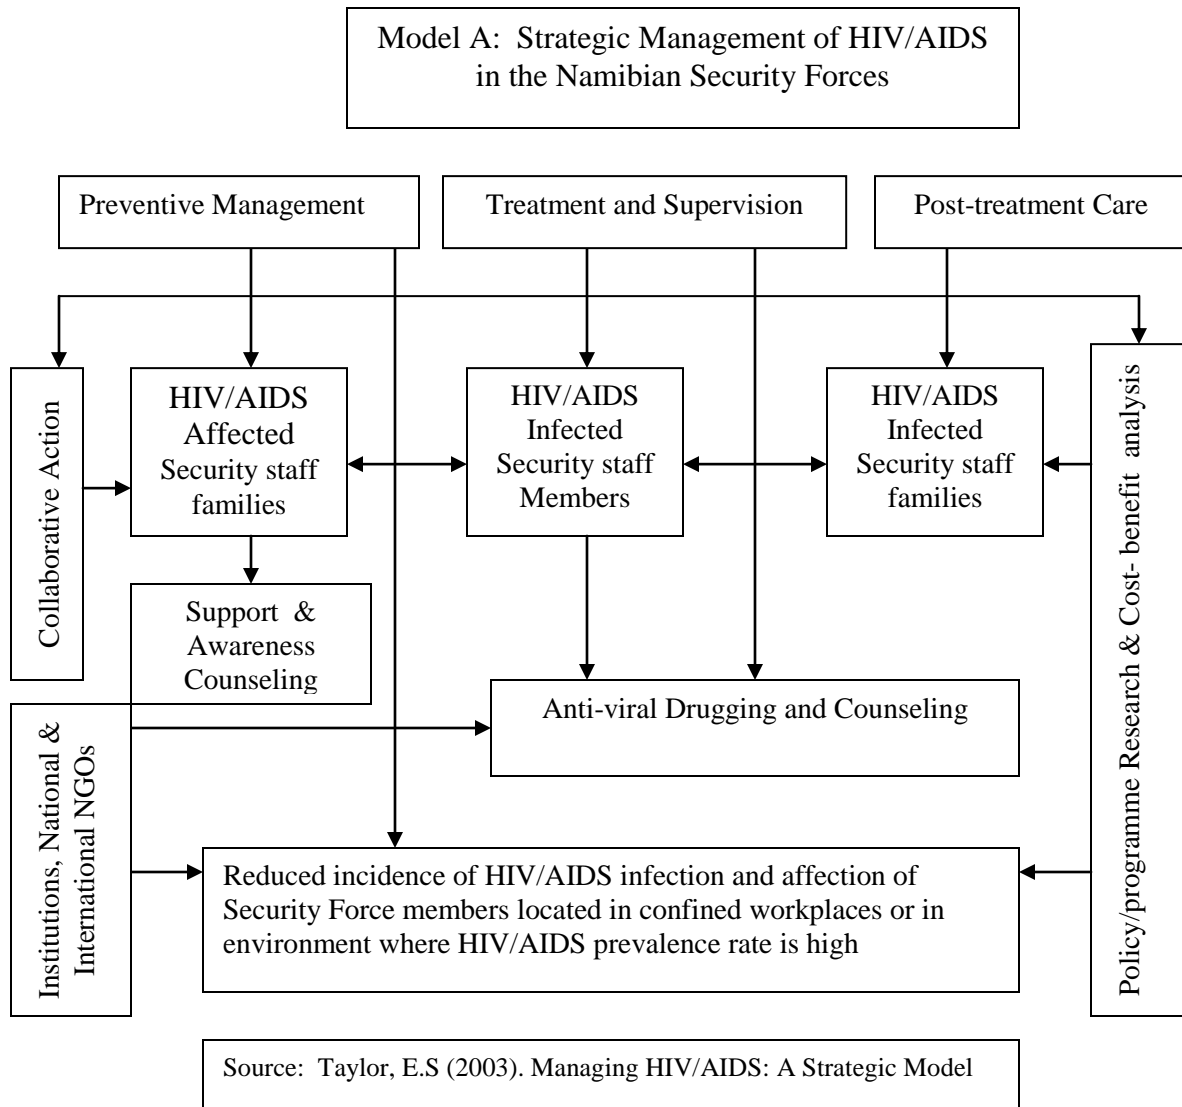 Model A: Strategic Management of HIV/AIDS
in the Namibian Security Forces
Preventive Management
Treatment and Supervision
Post-treatment Care
Collaborative Action
HIV/AIDS
Affected
Security staff
families
HIV/AIDS
Infected
Security staff
Members
HIV/AIDS
Infected
Security staff
families
Policy/programme Research & Cost- benefit analysis
Support &
Awareness
Counseling
Anti-viral Drugging and Counseling
Institutions, National &
International NGOs
Reduced incidence of HIV/AIDS infection and affection of
Security Force members located in confined workplaces or in
environment where HIV/AIDS prevalence rate is high
Source: Taylor, E.S (2003). Managing HIV/AIDS: A Strategic Model